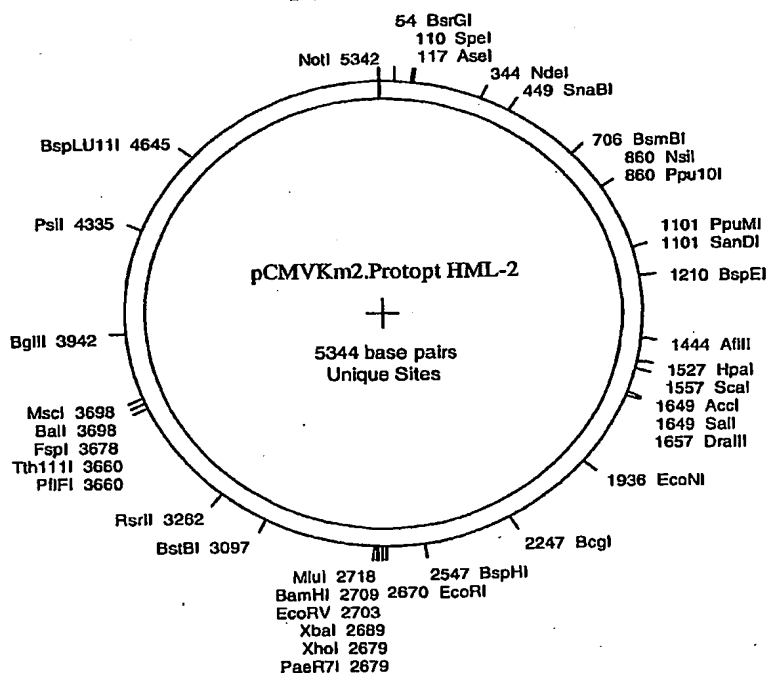 54 BsrGI
110 SpeI
117 AseI
NotI 5342
344 NdeI
449 SnaBI
BspLU11I 4645
706 BsmBI
860 NsiI
860 Ppu10I
PsiI 4335
1101 PpuMI
1101 SanDI
1210 BspEI
pCMVKm2.Protopt HML-2
5344 base pairs
Unique Sites
BglII 3942
1444 AflII
1527 HpaI
1557 ScaI
1649 AccI
1649 SalI
1657 DraIII
MscI 3698
BalI 3698
FspI 3678
Tth111I 3660
PflFI 3660
1936 EcoNI
RsrII 3262
BstBI 3097
2247 BcgI
2547 BspHI
MluI 2718
BamHI 2709
2670 EcoRI
EcoRV 2703
XbaI 2689
XhoI 2679
PaeR7I 2679